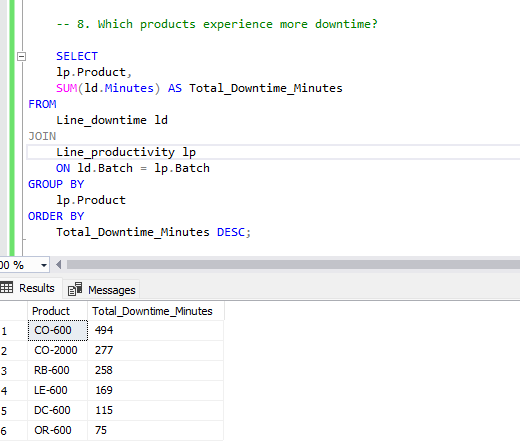 -- 8. Which products experience more downtime?
SELECT
lp.Product,
SUM(ld.Minutes) AS Total_Downtime_Minutes
FROM
Line_downtime ld
JOIN
Line_productivity lp
ON ld.Batch = lp.Batch
GROUP BY
lp.Product
ORDER BY
Total_Downtime_Minutes DESC;
00 %
Results Messages
Product Total_Downtime_Minutes
1 CO-600 494
2 CO-2000 277
3 RB-600 258
4 LE-600 169
5 DC-600 115
6 OR-600 75